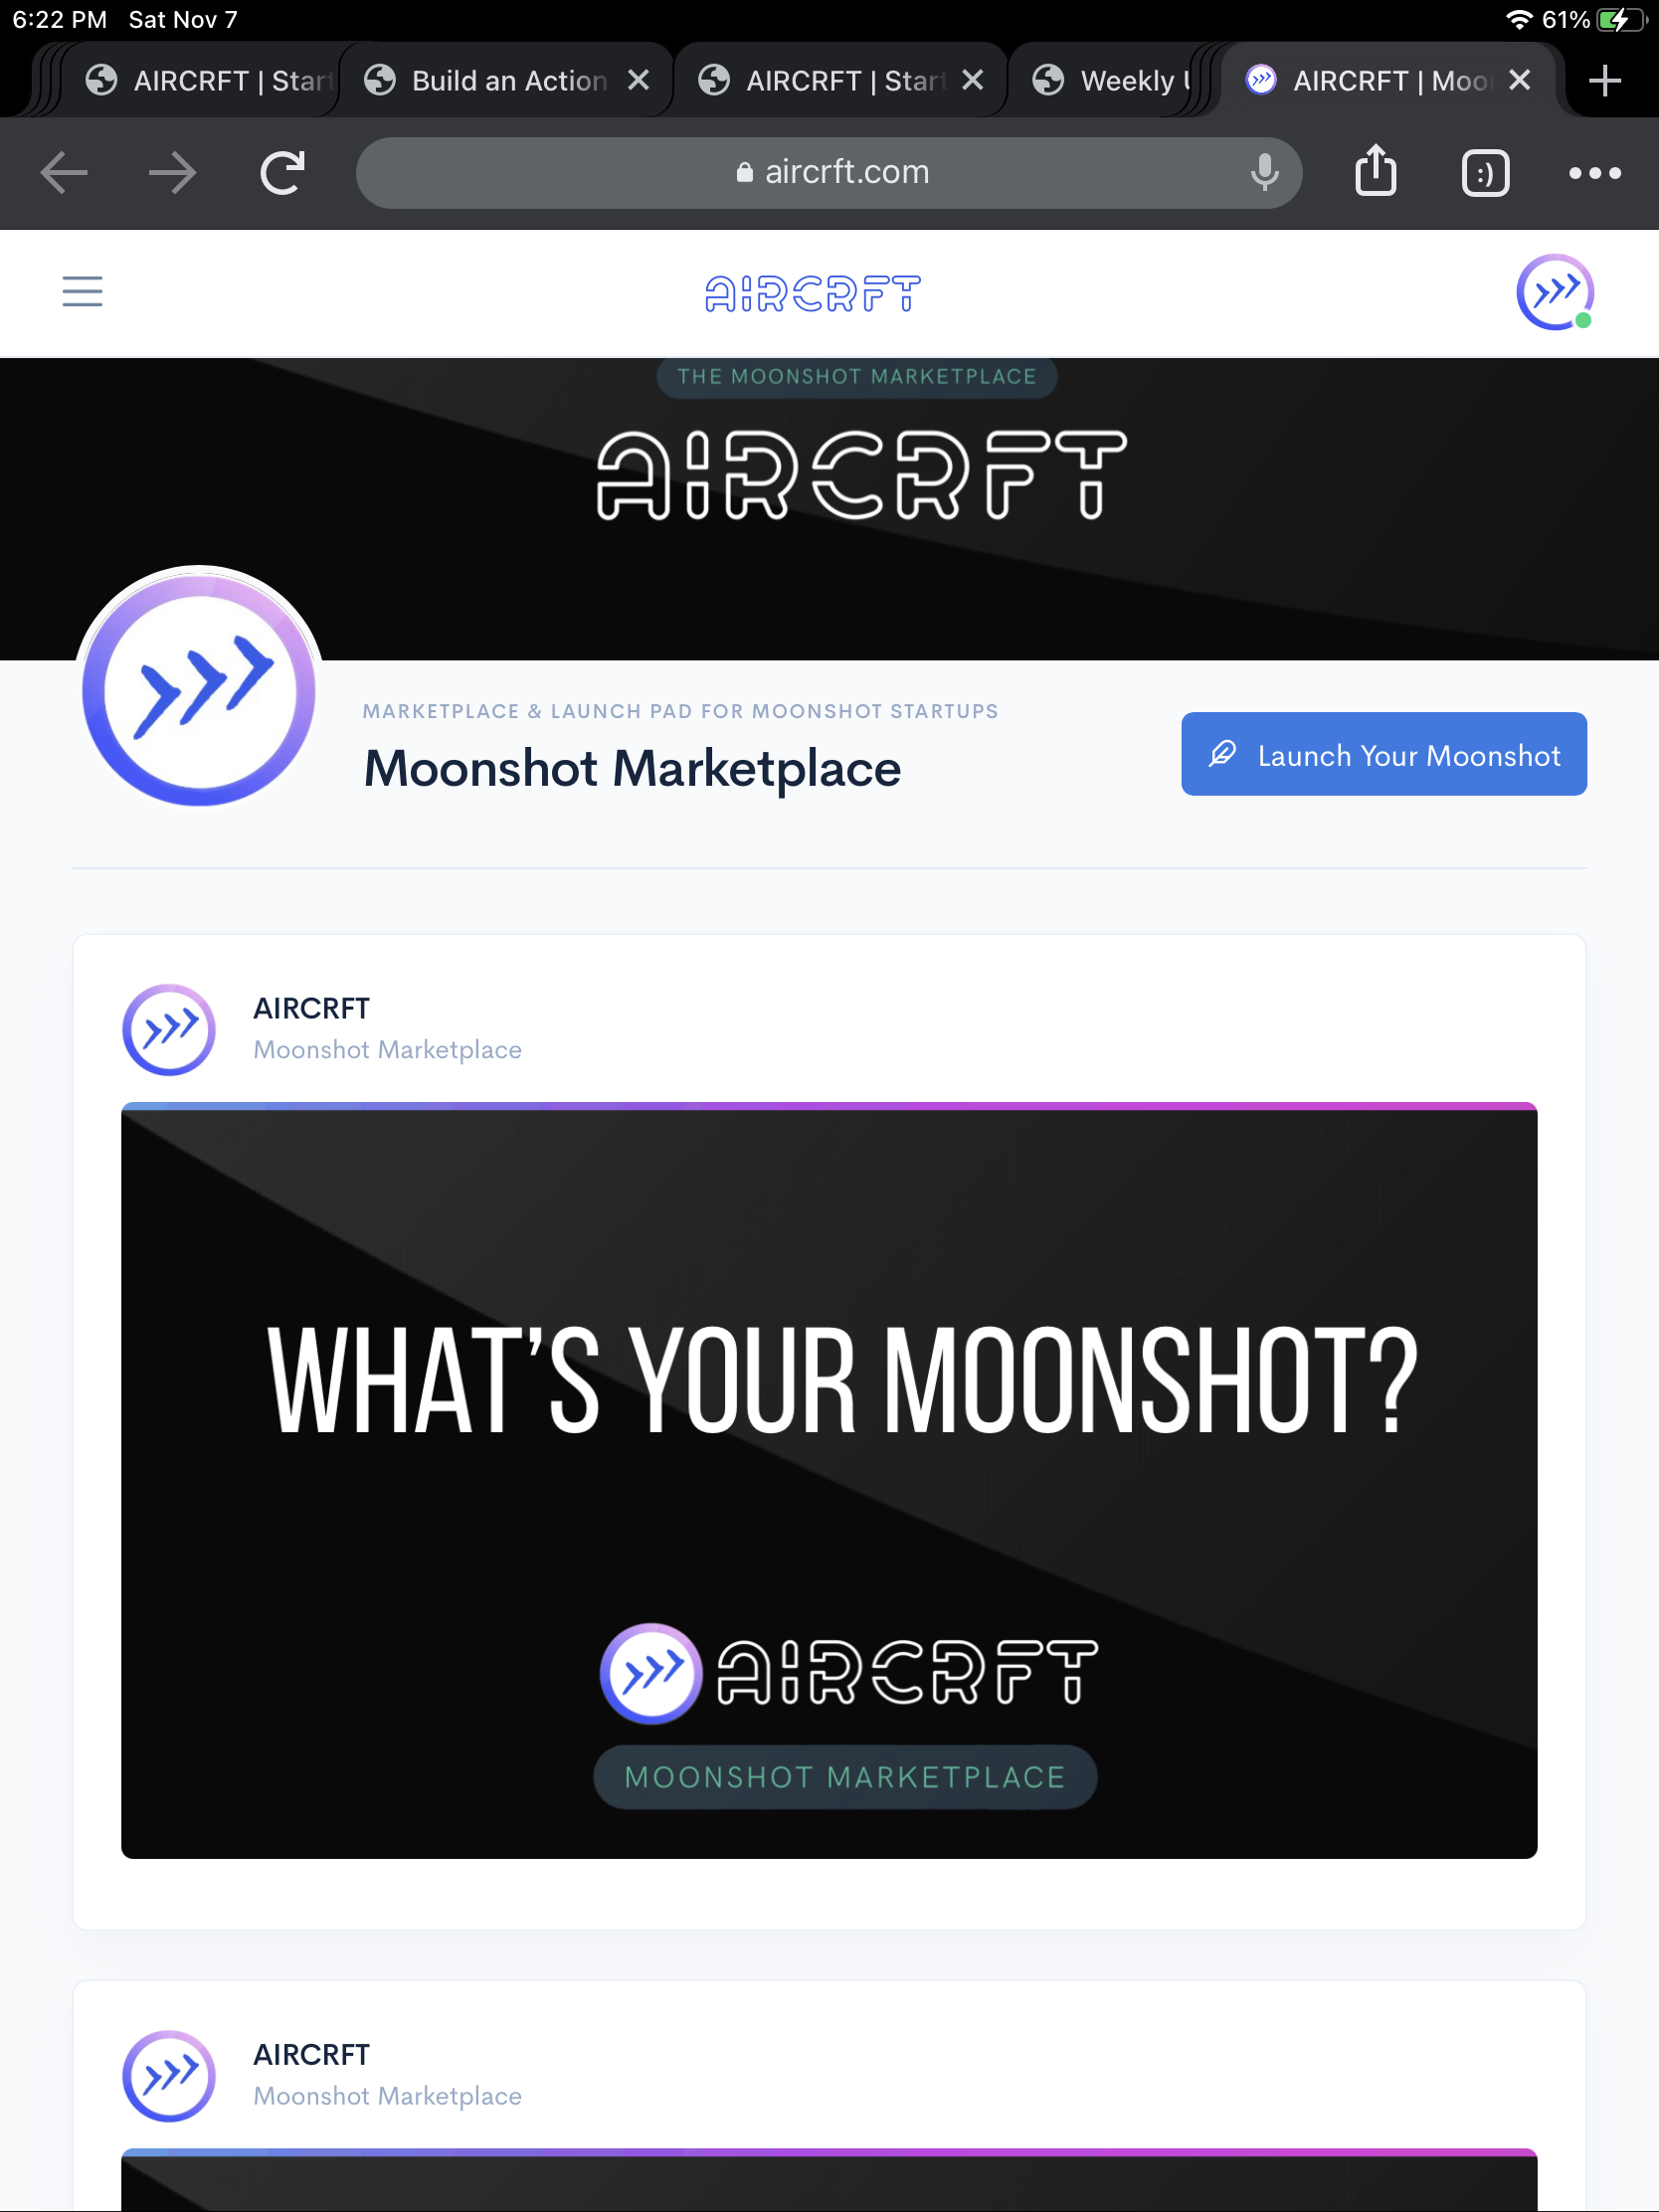 6:22 PM Sat Nov 7
61%
AIRCRFT | Start
Build an Action
AIRCRFT | Start
Weekly
AIRCRFT | Moo
aircrft.com
:)
AIRCRFT
THE MOONSHOT MARKETPLACE
AIRCRFT
MARKETPLACE & LAUNCH PAD FOR MOONSHOT STARTUPS
Moonshot Marketplace
Launch Your Moonshot
AIRCRFT
Moonshot Marketplace
WHAT'S YOUR MOONSHOT?
AIRCRFT
MOONSHOT MARKETPLACE
AIRCRFT
Moonshot Marketplace